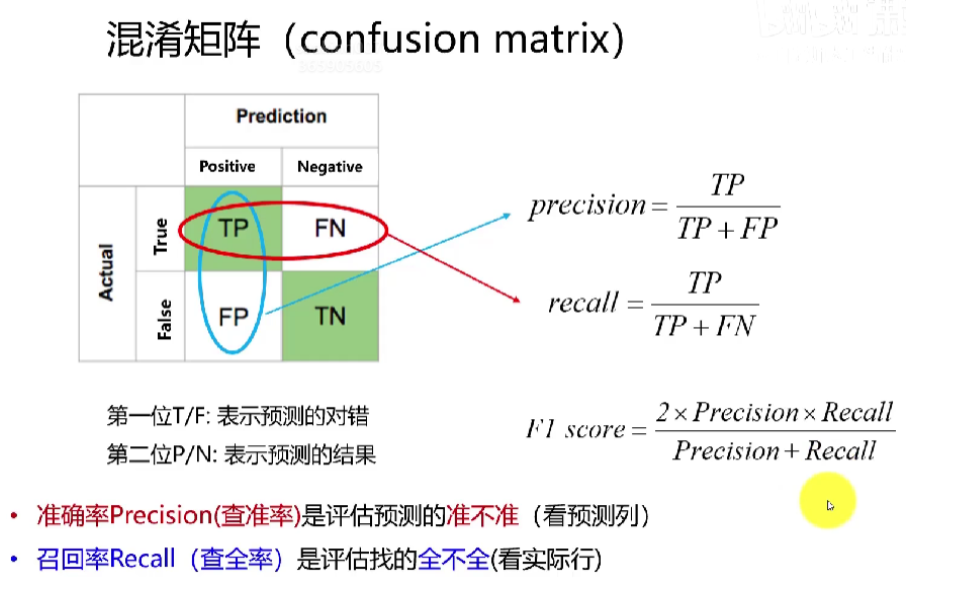 混淆矩阵（confusion matrix）
Prediction
Positive Negative
Actual
True
TP FN
False
FP TN
precision = TP / TP + FP
recall = TP / TP + FN
第一位T/F: 表示预测的对错
第二位P/N: 表示预测的结果
F1 score = 2 × Precision × Recall / Precision + Recall
• 准确率Precision(查准率)是评估预测的准不准（看预测列）
• 召回率Recall（查全率）是评估找的全不全(看实际行)